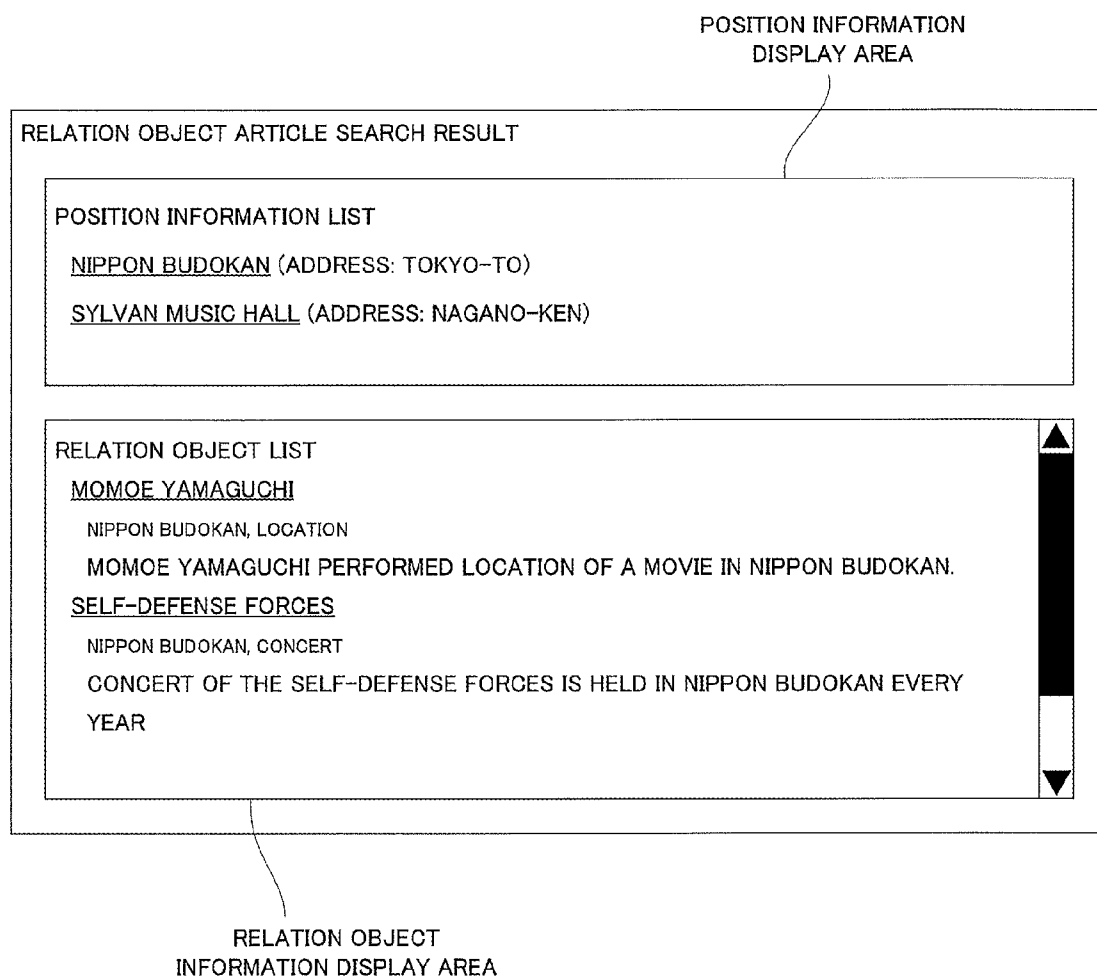 POSITION INFORMATION
DISPLAY AREA
RELATION OBJECT ARTICLE SEARCH RESULT
POSITION INFORMATION LIST
NIPPON BUDOKAN (ADDRESS: TOKYO-TO)
SYLVAN MUSIC HALL (ADDRESS: NAGANO-KEN)
RELATION OBJECT LIST
MOMOE YAMAGUCHI
NIPPON BUDOKAN, LOCATION
MOMOE YAMAGUCHI PERFORMED LOCATION OF A MOVIE IN NIPPON BUDOKAN.
SELF-DEFENSE FORCES
NIPPON BUDOKAN, CONCERT
CONCERT OF THE SELF-DEFENSE FORCES IS HELD IN NIPPON BUDOKAN EVERY
YEAR
RELATION OBJECT
INFORMATION DISPLAY AREA